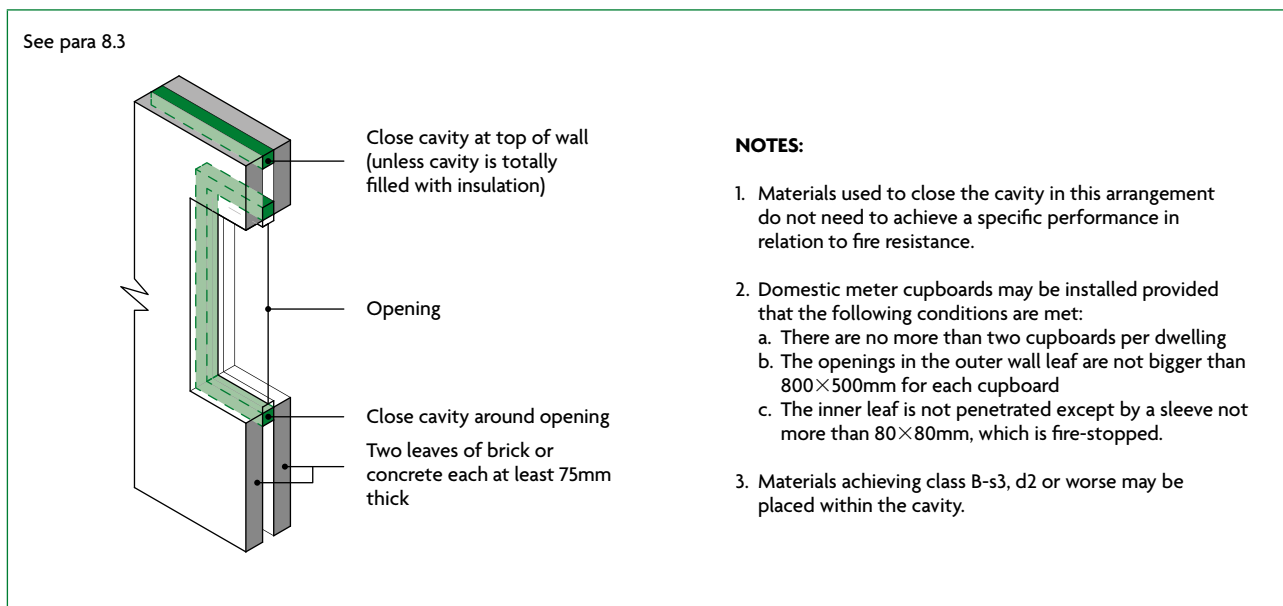 See para 8.3
Close cavity at top of wall
(unless cavity is totally
filled with insulation)
Opening
Close cavity around opening
Two leaves of brick or
concrete each at least 75mm
thick
NOTES:
1. Materials used to close the cavity in this arrangement
do not need to achieve a specific performance in
relation to fire resistance.
2. Domestic meter cupboards may be installed provided
that the following conditions are met:
a. There are no more than two cupboards per dwelling
b. The openings in the outer wall leaf are not bigger than
800×500mm for each cupboard
c. The inner leaf is not penetrated except by a sleeve not
more than 80×80mm, which is fire-stopped.
3. Materials achieving class B-s3, d2 or worse may be
placed within the cavity.